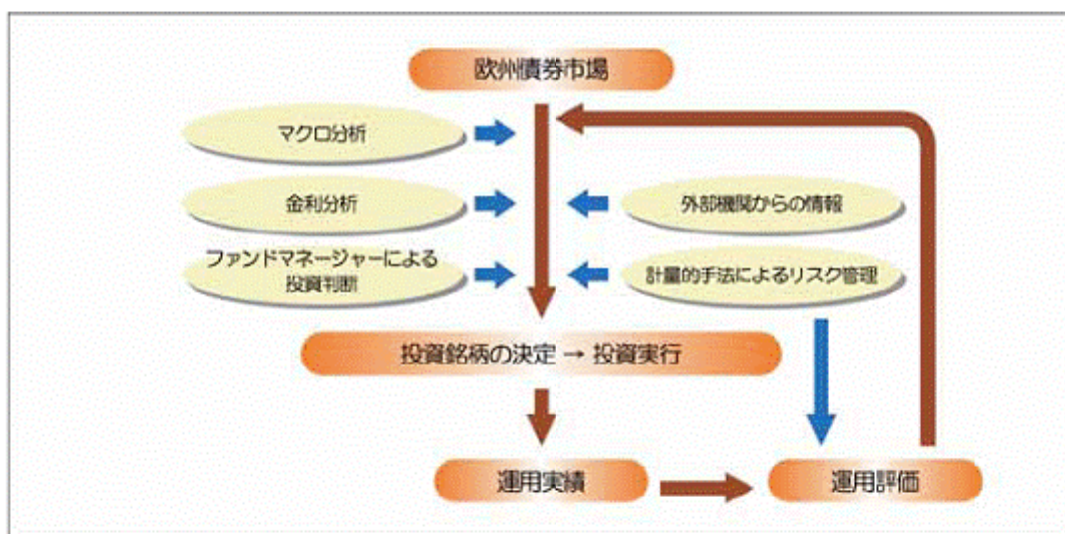 欧州債券市場
マクロ分析
金利分析
外部機関からの情報
ファンドマネージャーによる
投資判断
計量的手法によるリスク管理
投資銘柄の決定 → 投資実行
運用実績
運用評価